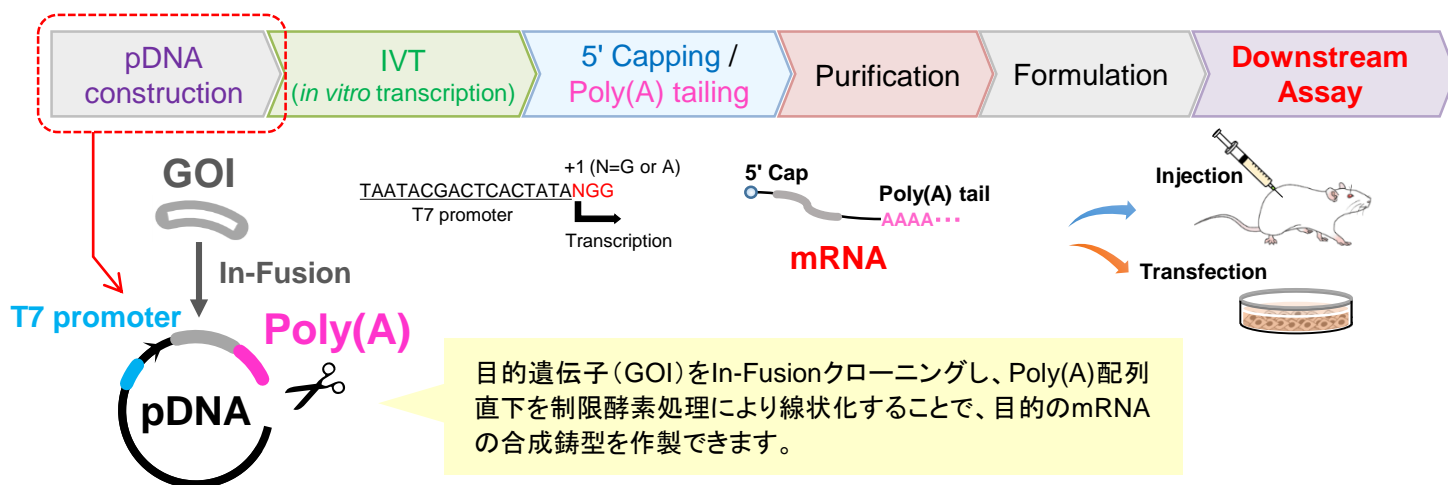 pDNA
construction
IVT
(in vitro transcription)
5' Capping /
Poly(A) tailing
Purification
Formulation
Downstream
Assay
GOI
In-Fusion
T7 promoter
Poly(A)
pDNA
+1 (N=G or A)
TAATACGACTCACTATANGG
T7 promoter
Transcription
5' Cap
Poly(A) tail
AAAA･･･
mRNA
Injection
Transfection
目的遺伝子（GOI）をIn-Fusionクローニングし、Poly(A)配列
直下を制限酵素処理により線状化することで、目的のmRNA
の合成鋳型を作製できます。